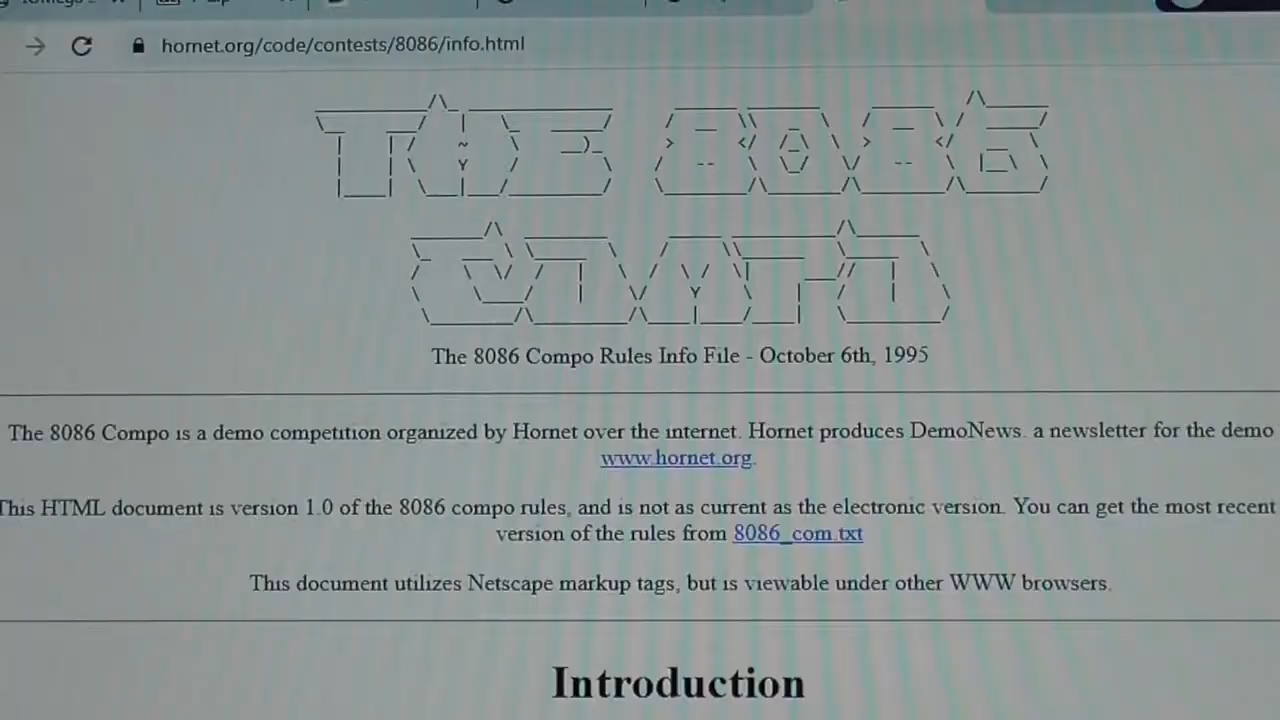 hornet.org/code/contests/8086/info.html
THE 8086
COMPO
The 8086 Compo Rules Info File - October 6th, 1995
The 8086 Compo is a demo competition organized by Hornet over the internet. Hornet produces DemoNews. a newsletter for the demo
www.hornet.org.
This HTML document is version 1.0 of the 8086 compo rules, and is not as current as the electronic version. You can get the most recent
version of the rules from 8086_com.txt
This document utilizes Netscape markup tags, but is viewable under other WWW browsers.
Introduction